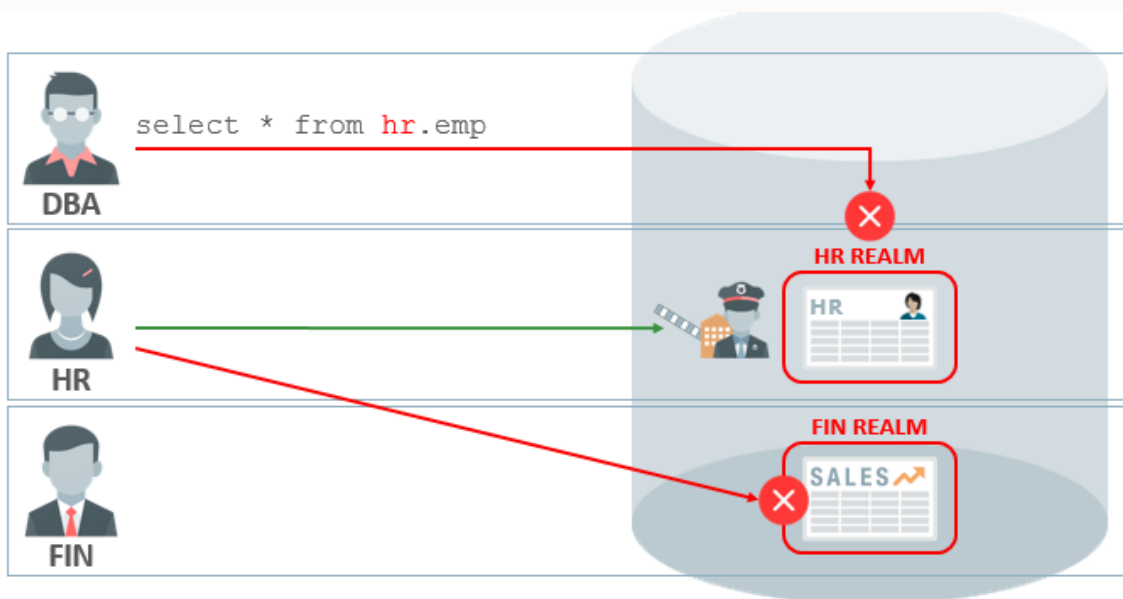 select * from hr.emp
DBA
HR REALM
HR
HR
FIN REALM
SALES
FIN